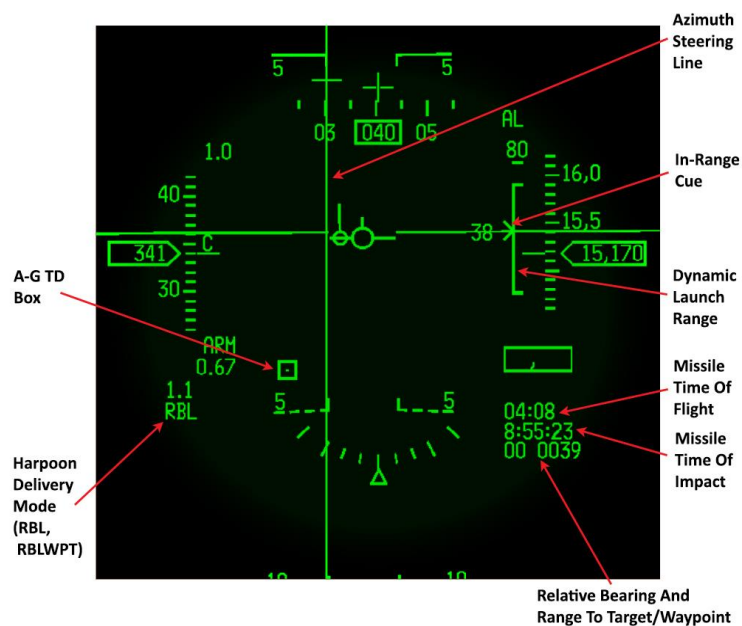 Azimuth
Steering
Line
5
5
AL
03
040
05
80
1.0
16,0
In-Range
Cue
40
15,5
38
C
341
15,170
A-G TD
Box
30
Dynamic
Launch
Range
ARM
0.67
,
Missile
Time Of
Flight
1.1
RBL
5
5
04:08
8:55:23
00 0039
Missile
Time Of
Impact
Harpoon
Delivery
Mode
(RBL,
RBLWPT)
Relative Bearing And
Range To Target/Waypoint